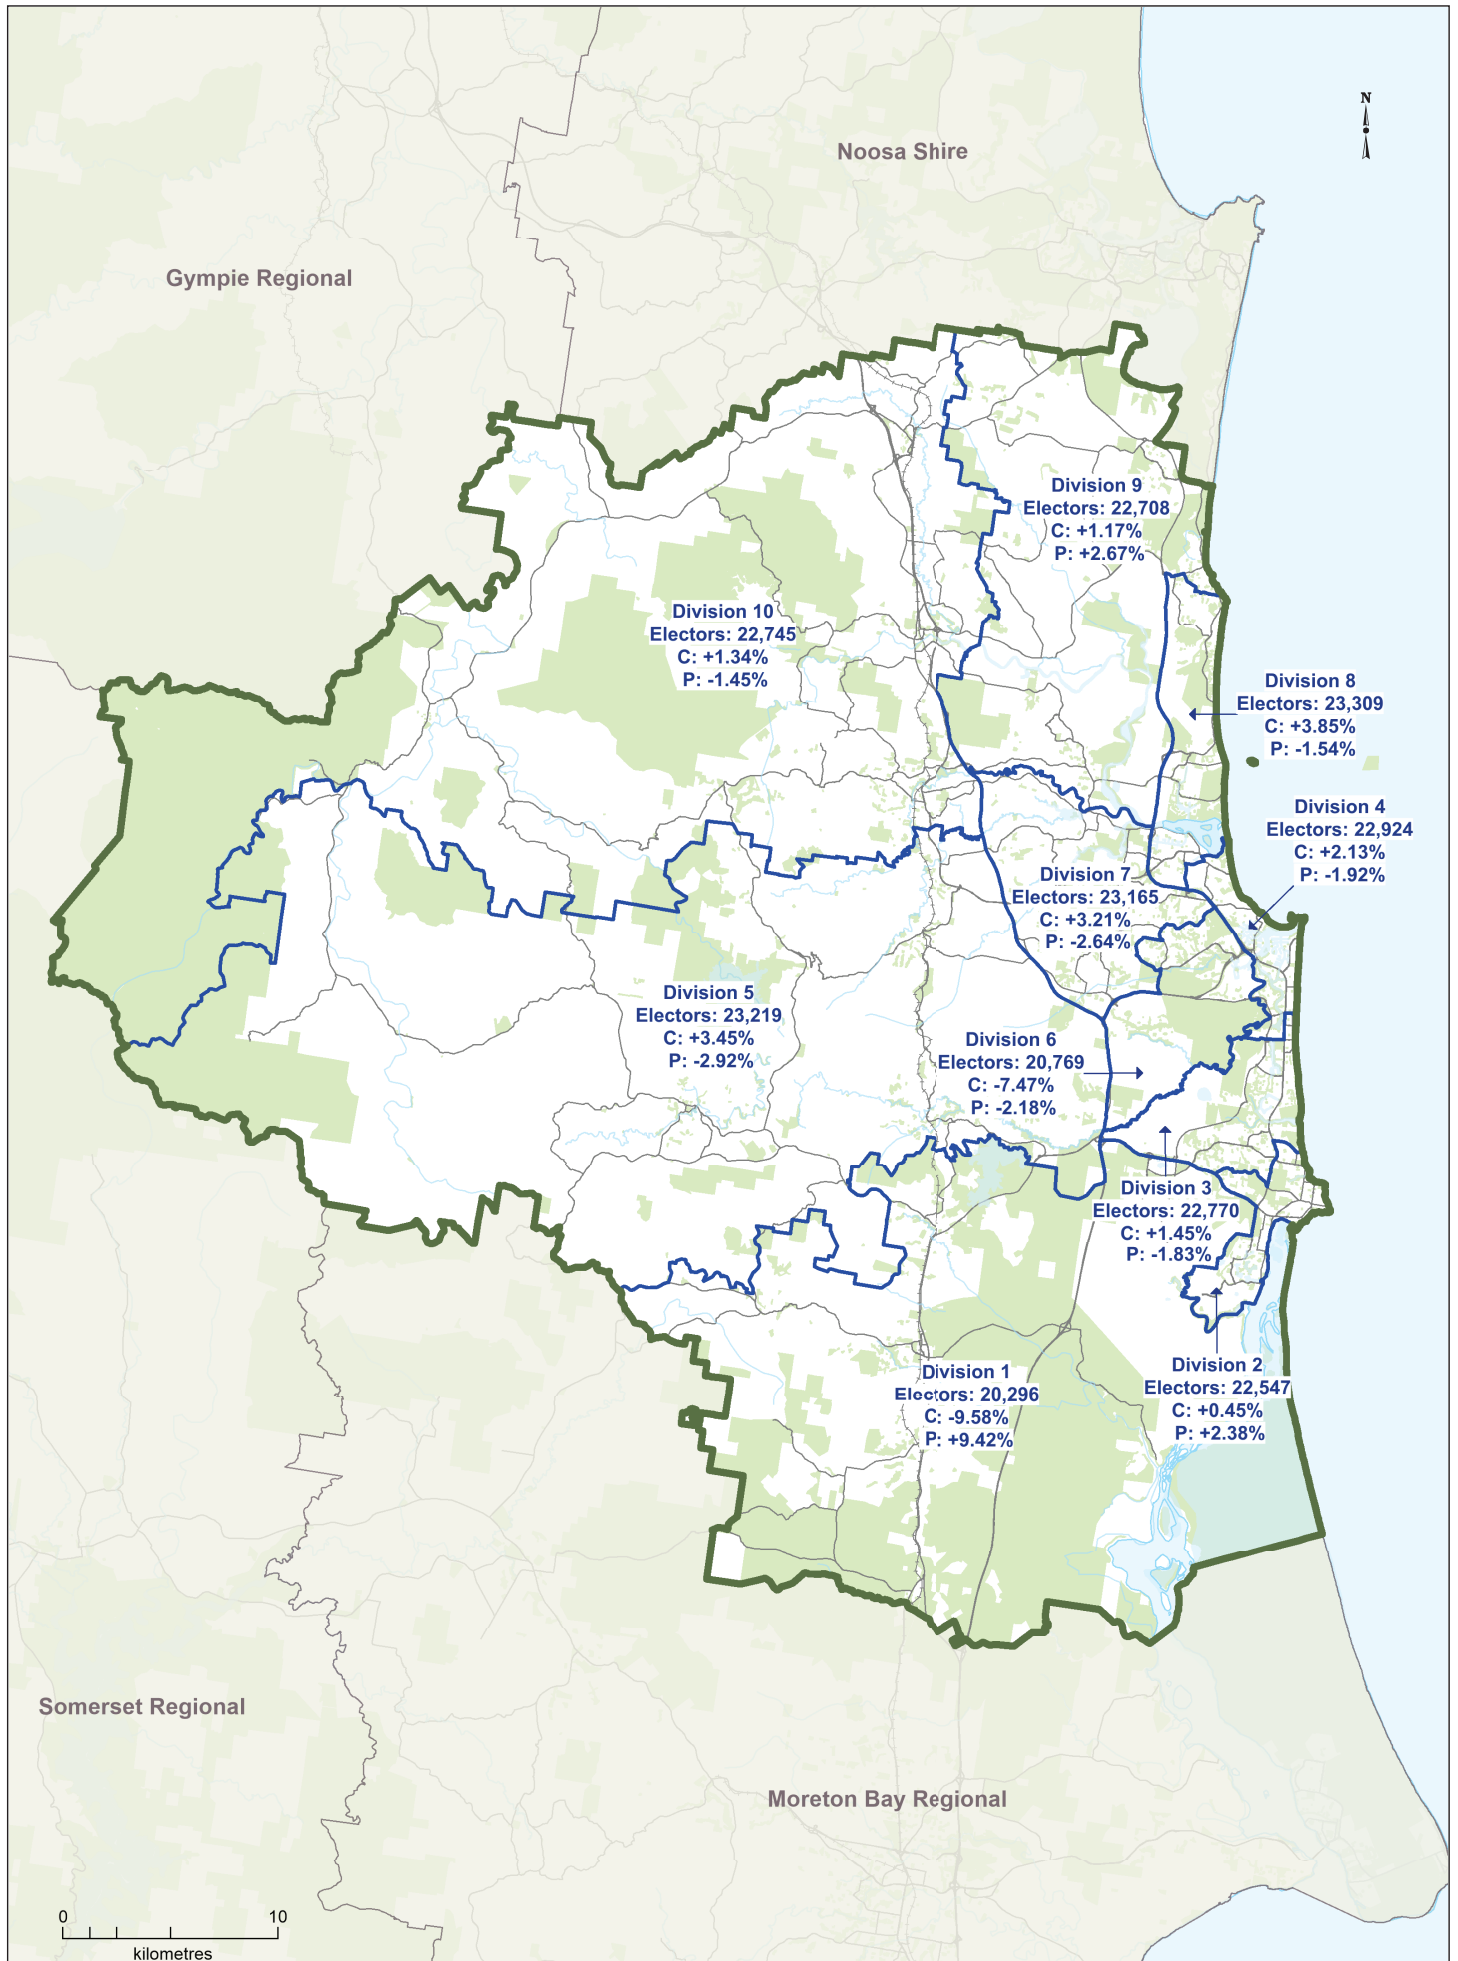 N
Noosa Shire
Gympie Regional
Division 9
Electors: 22,708
C: +1.17%
P: +2.67%
Division 10
Electors: 22,745
C: +1.34%
P: -1.45%
Division 8
Electors: 23,309
C: +3.85%
P: -1.54%
Division 4
Electors: 22,924
C: +2.13%
P: -1.92%
Division 7
Electors: 23,165
C: +3.21%
P: -2.64%
Division 5
Electors: 23,219
C: +3.45%
P: -2.92%
Division 6
Electors: 20,769
C: -7.47%
P: -2.18%
Division 3
Electors: 22,770
C: +1.45%
P: -1.83%
Division 2
Electors: 22,547
C: +0.45%
P: +2.38%
Division 1
Electors: 20,296
C: -9.58%
P: +9.42%
Somerset Regional
Moreton Bay Regional
0 10
kilometres